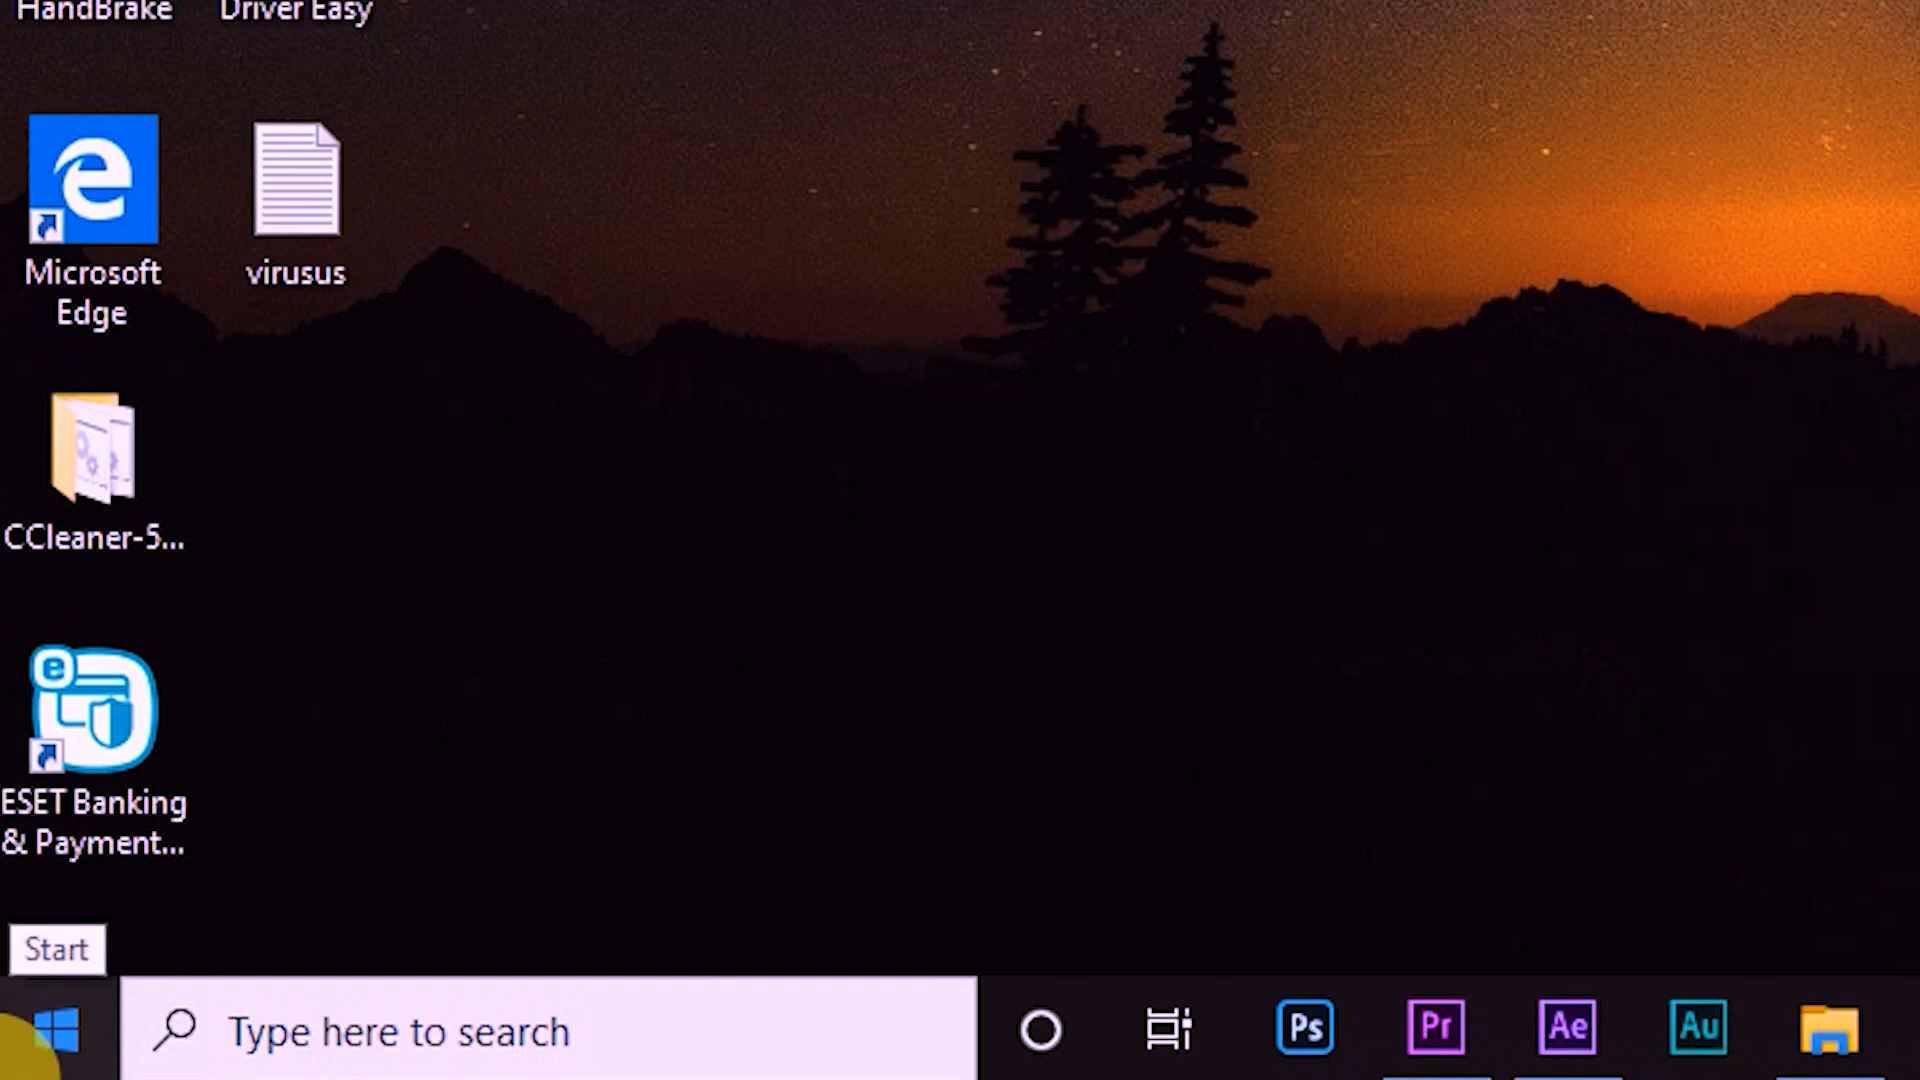 HandBrake
Driver Easy
Microsoft
Edge
virusus
CCleaner-5...
ESET Banking
& Payment...
Start
Type here to search
Ps
Pr
Ae
Au